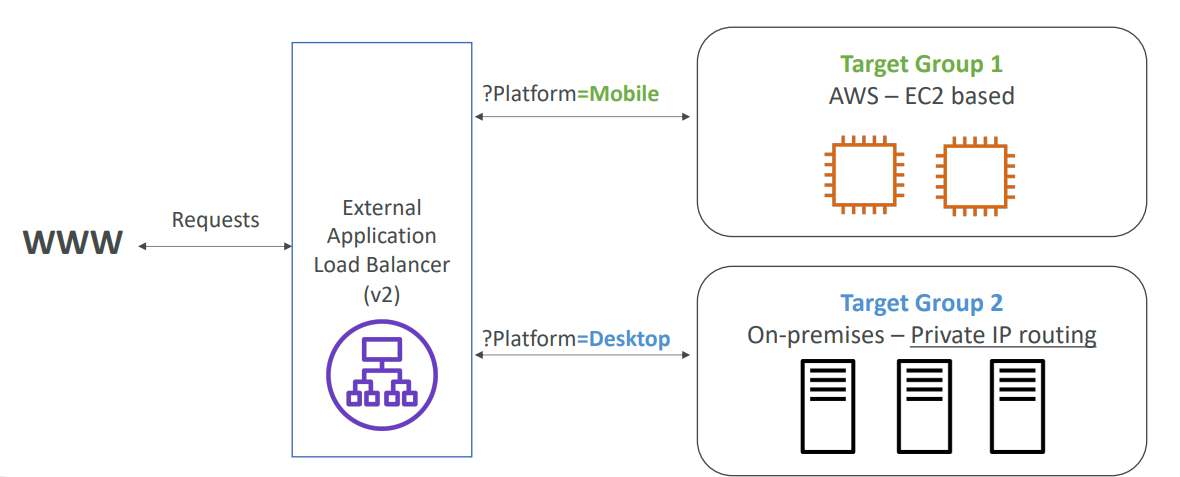 WWW
Requests
External
Application
Load Balancer
(v2)
?Platform=Mobile
Target Group 1
AWS – EC2 based
?Platform=Desktop
Target Group 2
On-premises – Private IP routing